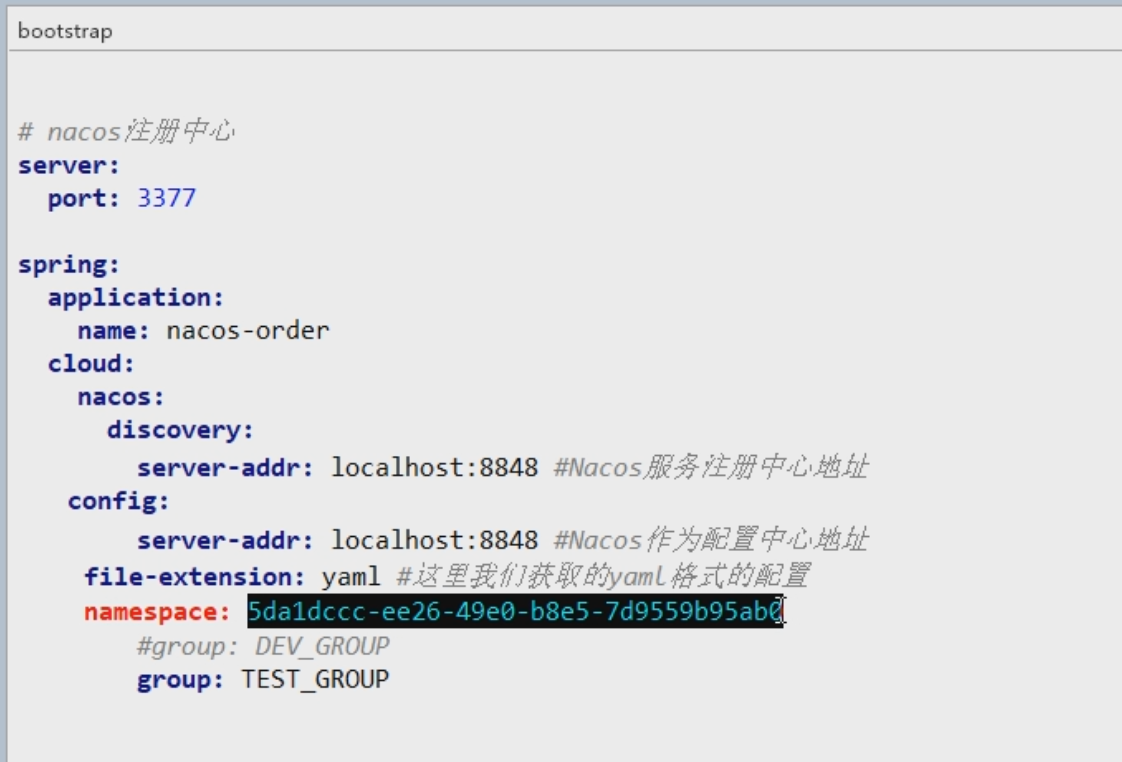 bootstrap
# nacos注册中心
server:
  port: 3377
spring:
  application:
    name: nacos-order
  cloud:
    nacos:
      discovery:
        server-addr: localhost:8848 #Nacos服务注册中心地址
   config:
        server-addr: localhost:8848 #Nacos作为配置中心地址
    file-extension: yaml #这里我们获取的yaml格式的配置
    namespace: 5da1dccc-ee26-49e0-b8e5-7d9559b95ab0
        #group: DEV_GROUP
        group: TEST_GROUP